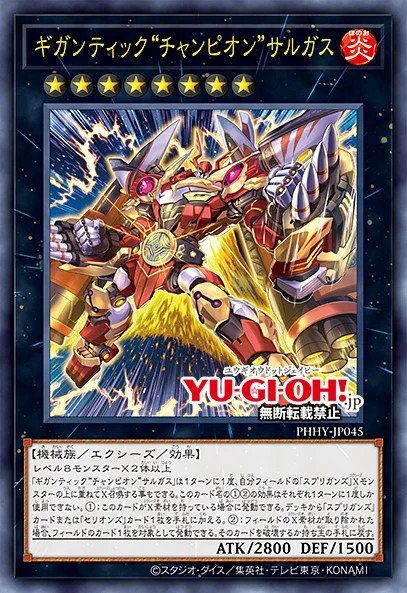 ギガンティック“チャンピオン”サルガス
ほのお
炎
ユウギオウドットジェイピー
YU-GI-OH!.jp
無断転載禁止
PHHY-JP045
【機械族／エクシーズ／効果】
レベル８モンスター×２体以上
「ギガンティック“チャンピオン”サルガス」は１ターンに１度、自分フィールドの「スプリガンズ」Ｘモン
スターの上に重ねてＸ召喚する事もできる。このカード名の①②の効果はそれぞれ１ターンに１度しか
使用できない。①：このカードがＸ素材を持っている場合に発動できる。デッキから「スプリガンズ」
カードまたは「セリオンズ」カード１枚を手札に加える。②：フィールドのＸ素材が取り除かれた
場合、フィールドのカード１枚を対象として発動できる。そのカードを破壊するか持ち主の手札に戻す。
ATK/2800 DEF/1500
©スタジオ・ダイス／集英社・テレビ東京・KONAMI